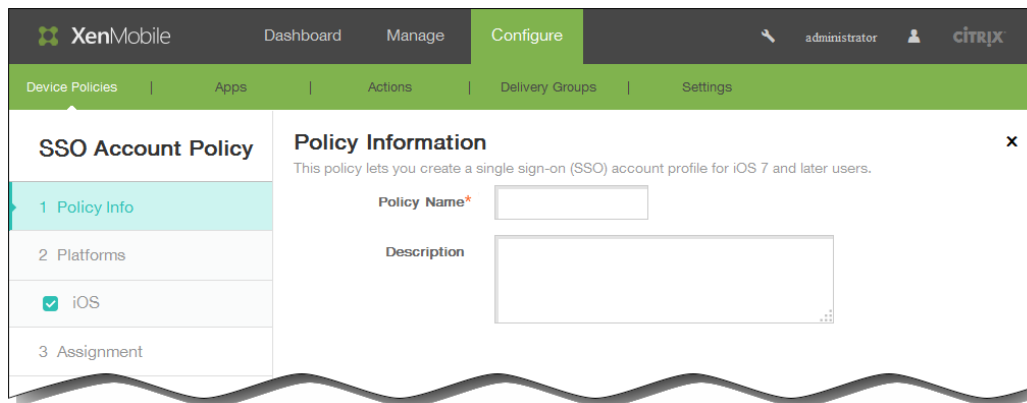 XenMobile Dashboard Manage Configure administrator CİTRIX
Device Policies | Apps | Actions | Delivery Groups | Settings
SSO Account Policy
1 Policy Info
2 Platforms
iOS
3 Assignment
Policy Information
This policy lets you create a single sign-on (SSO) account profile for iOS 7 and later users.
Policy Name*
Description